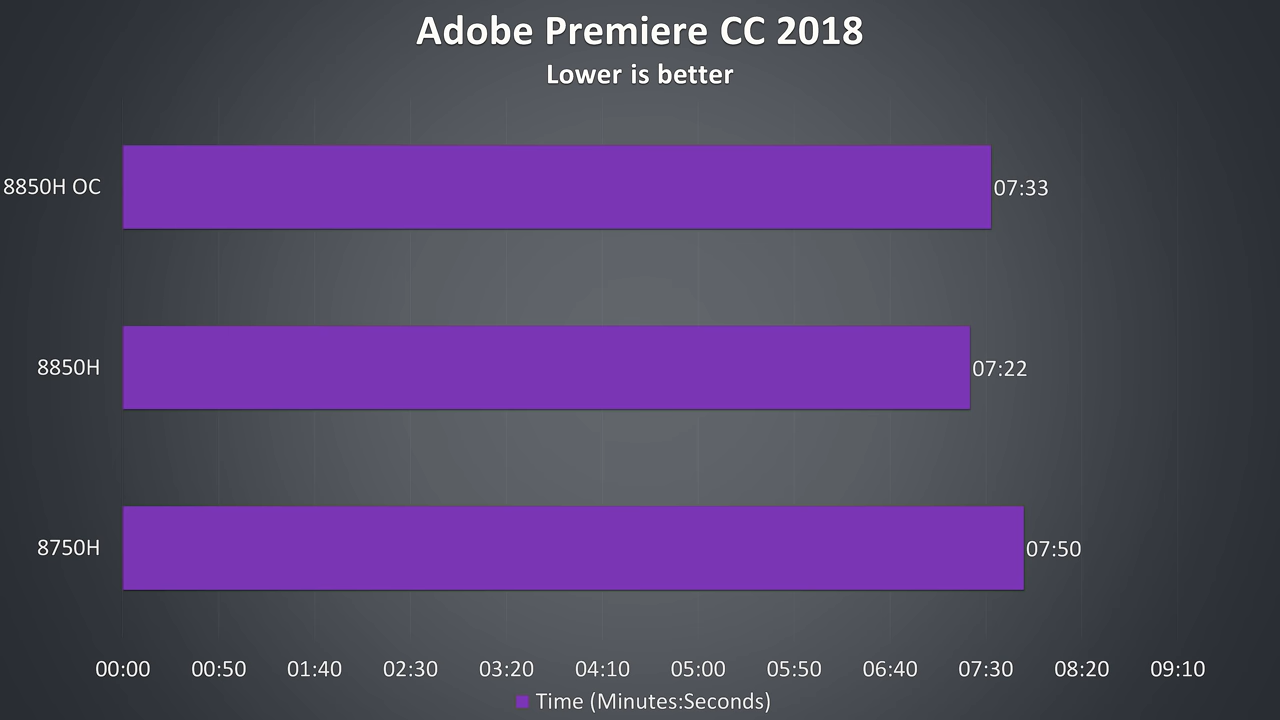 Adobe Premiere CC 2018
Lower is better
8850H OC
07:33
8850H
07:22
8750H
07:50
00:00 00:50 01:40 02:30 03:20 04:10 05:00 05:50 06:40 07:30 08:20 09:10
Time (Minutes:Seconds)